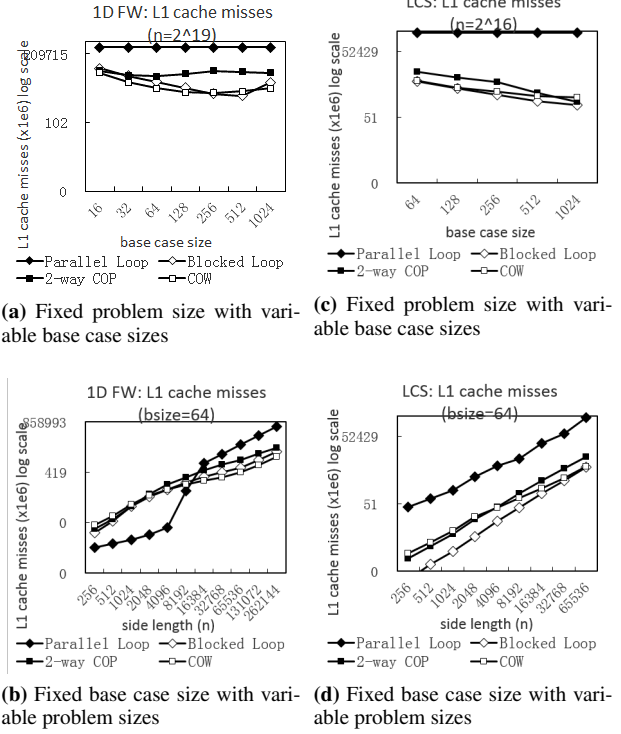 1D FW: L1 cache misses
(n=2^19)
L1 cache misses (x1e6) log scale
209715
102
0
16 32 64 128 256 512 1024
base case size
Parallel Loop Blocked Loop
2-way COP COW
(a) Fixed problem size with vari-
able base case sizes
LCS: L1 cache misses
(n=2^16)
L1 cache misses (x1e6) log scale
52429
51
0
64 128 256 512 1024
base case size
Parallel Loop Blocked Loop
2-way COP COW
(c) Fixed problem size with vari-
able base case sizes
1D FW: L1 cache misses
(bsize=64)
L1 cache misses (x1e6) log scale
858993
419
0
0
256 512 1024 2048 4096 8192 16384 32768 65536 131072 262144
side length (n)
Parallel Loop Blocked Loop
2-way COP COW
(b) Fixed base case size with vari-
able problem sizes
LCS: L1 cache misses
(bsize=64)
L1 cache misses (x1e6) log scale
52429
51
0
256 512 1024 2048 4096 8192 16384 32768 65536
side length (n)
Parallel Loop Blocked Loop
2-way COP COW
(d) Fixed base case size with vari-
able problem sizes